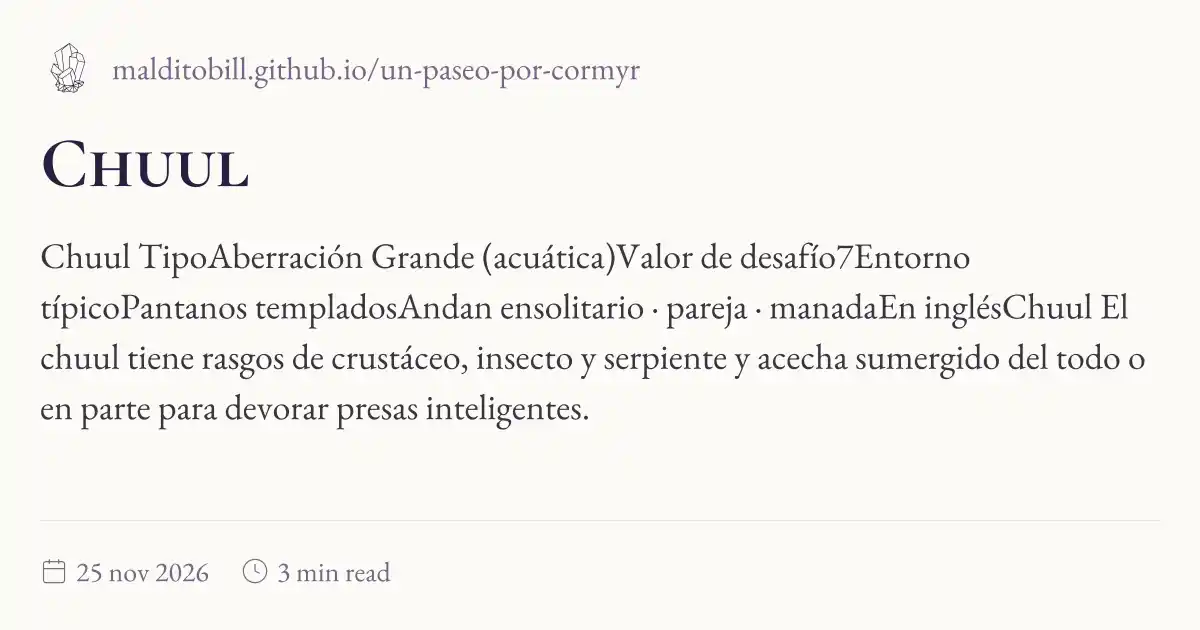 malditobill.github.io/un-paseo-por-cormyr
Chuul
Chuul TipoAberración Grande (acuática)Valor de desafío7Entorno
típicoPantanos templadosAndan ensolitario · pareja · manadaEn inglésChuul El
chuul tiene rasgos de crustáceo, insecto y serpiente y acecha sumergido del todo o
en parte para devorar presas inteligentes.
25 nov 2026 3 min read